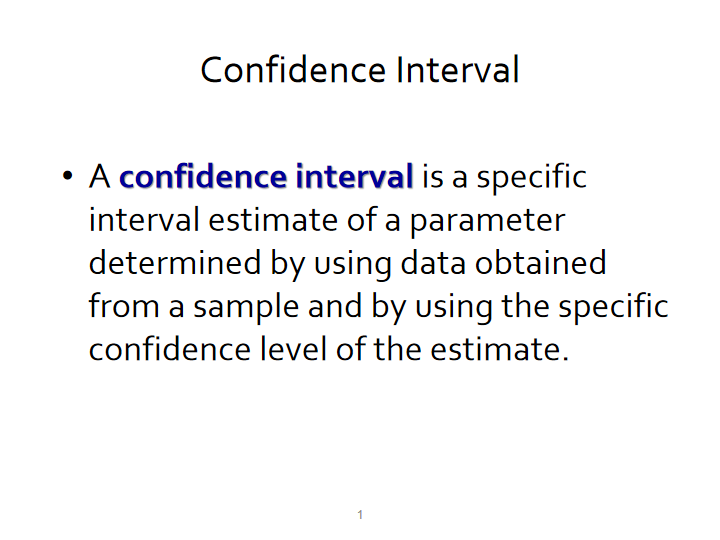 Confidence Interval
• A confidence interval is a specific
interval estimate of a parameter
determined by using data obtained
from a sample and by using the specific
confidence level of the estimate.
1